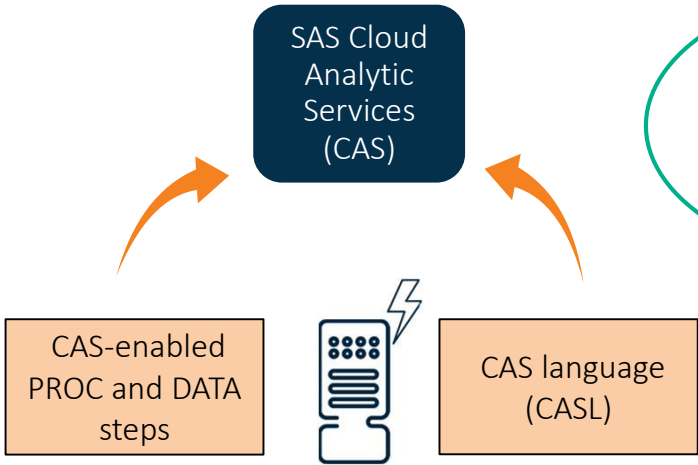 SAS Cloud
Analytic
Services
(CAS)
CAS-enabled
PROC and DATA
steps
CAS language
(CASL)